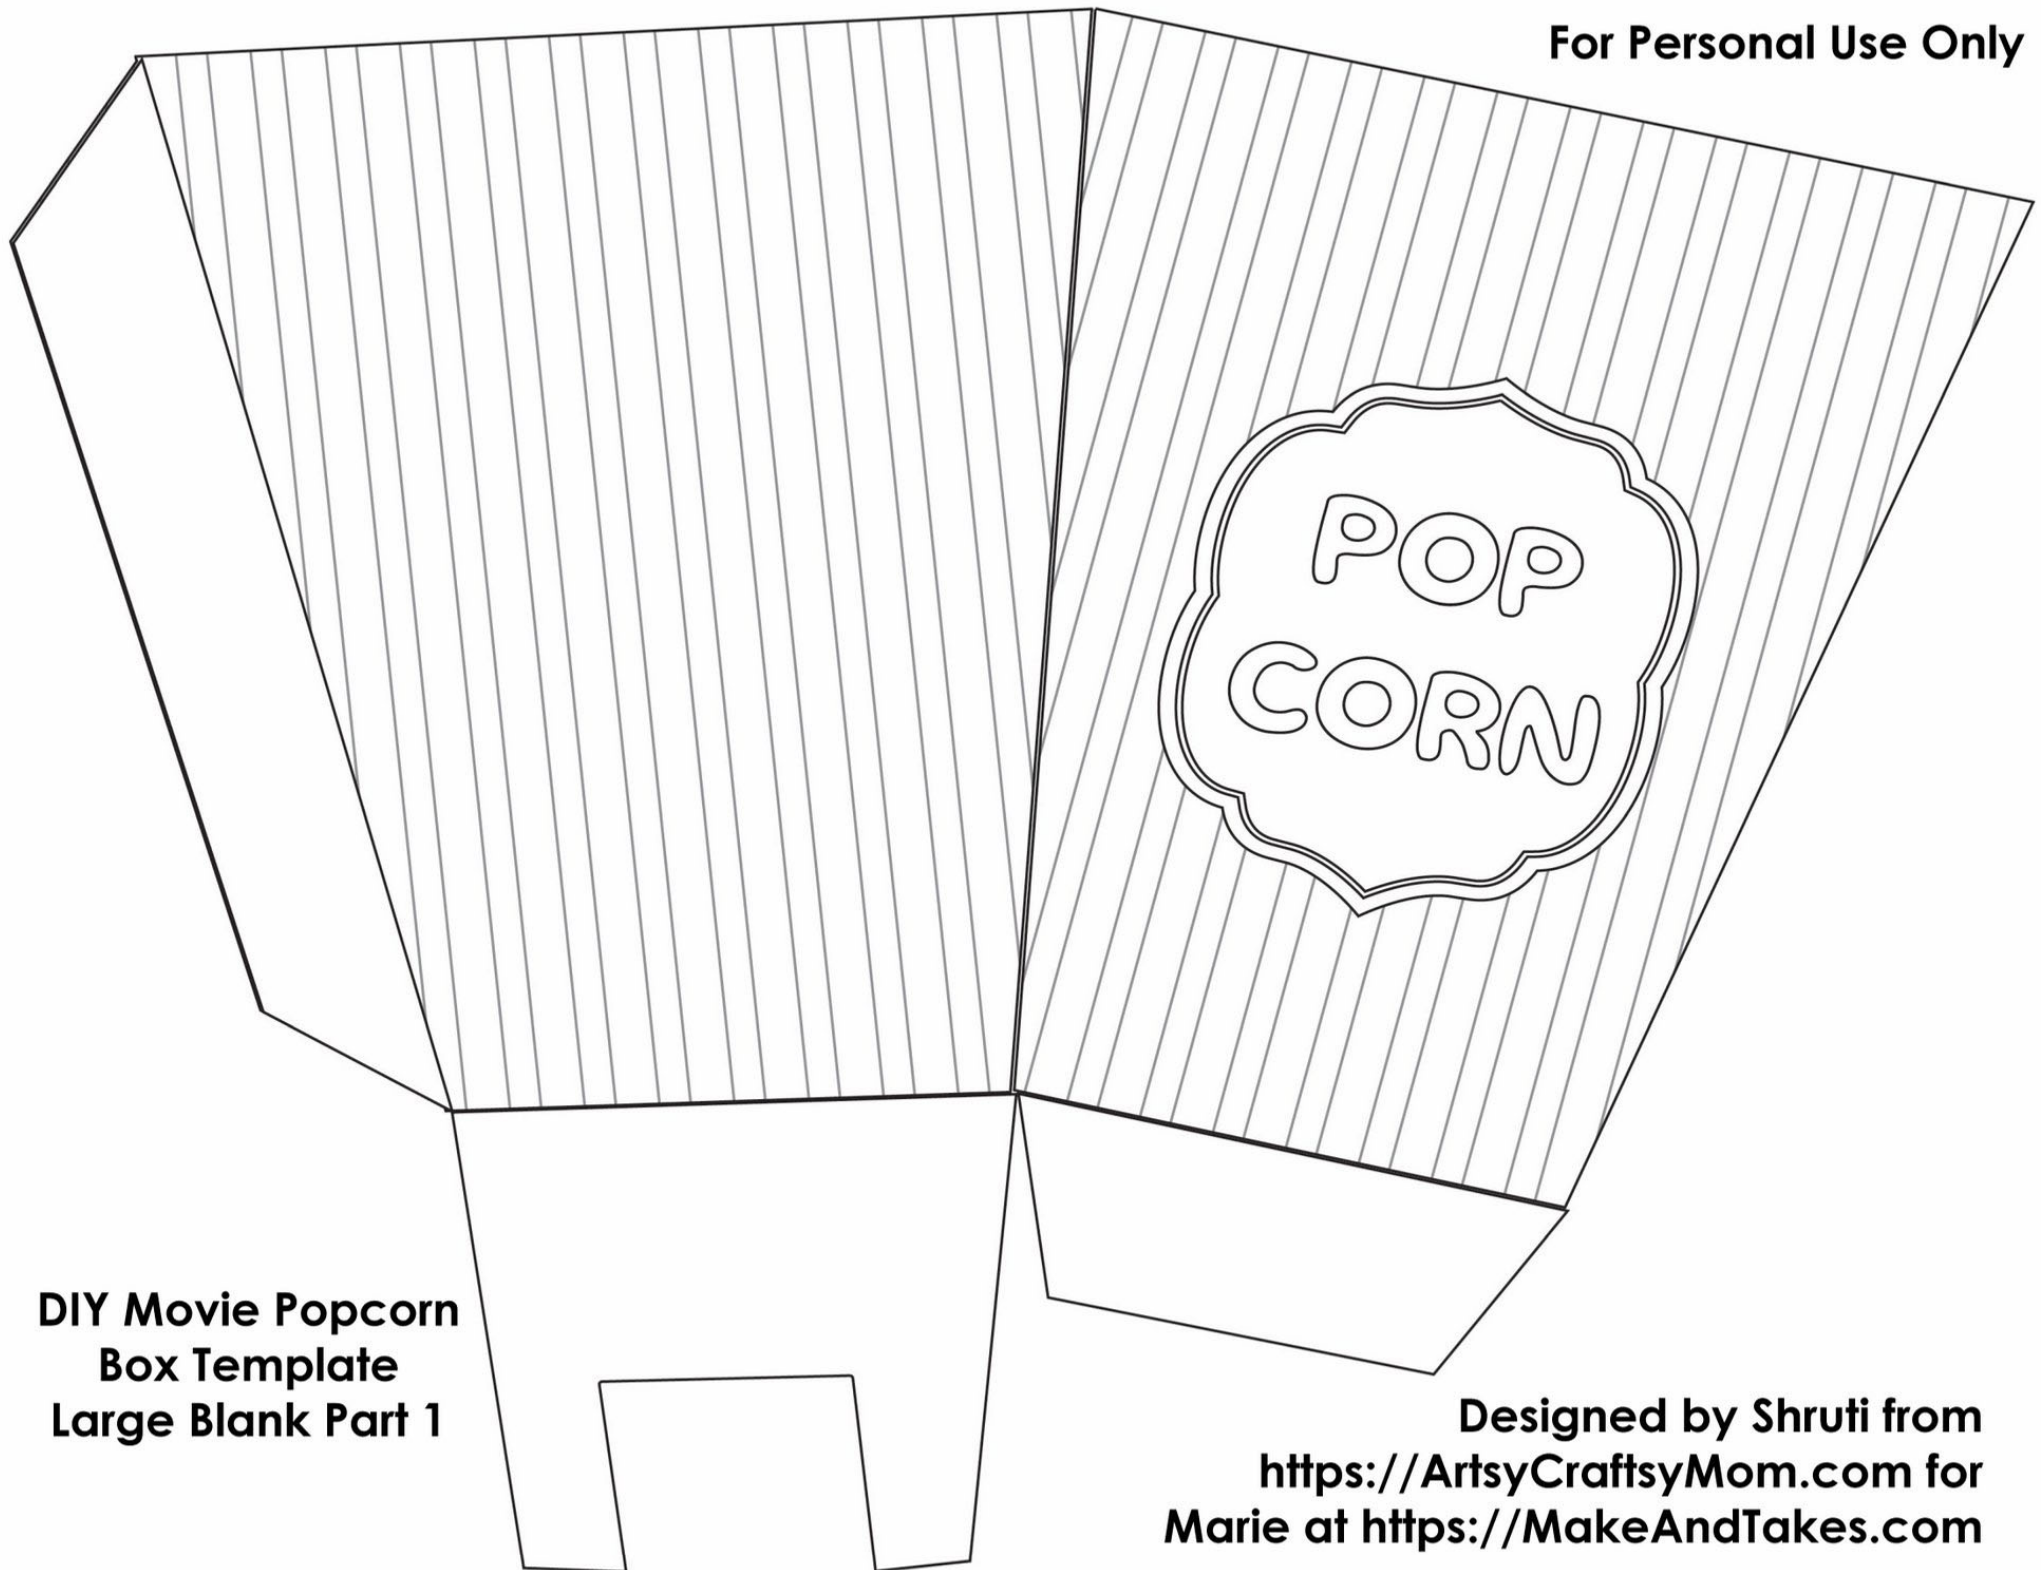 For Personal Use Only
POP
CORN
DIY Movie Popcorn
Box Template
Large Blank Part 1
Designed by Shruti from
https://ArtsyCraftsyMom.com for
Marie at https://MakeAndTakes.com